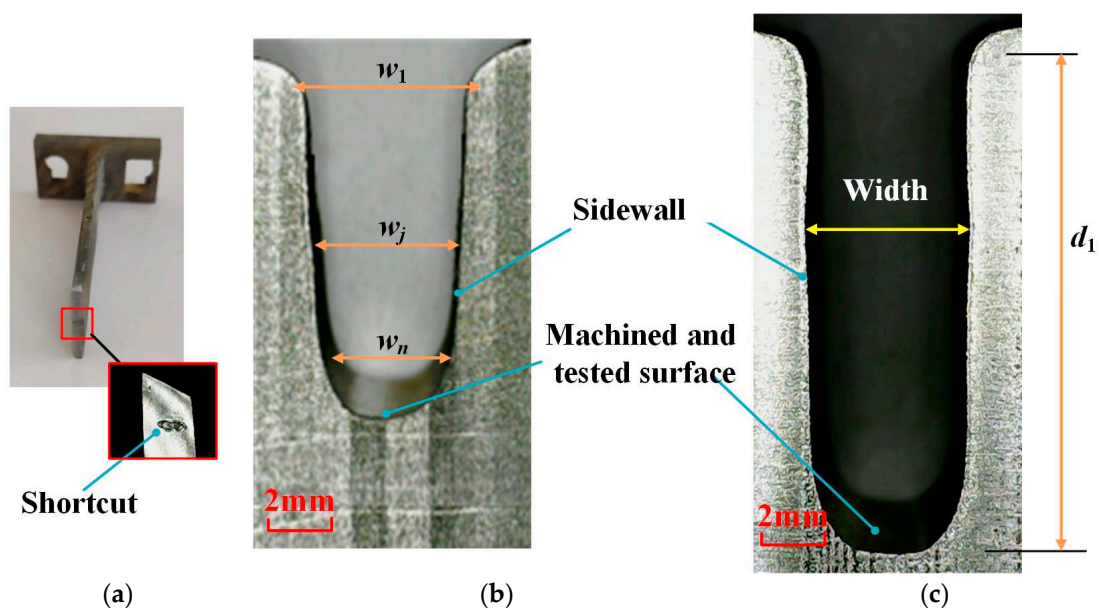 w1
wj
wn
Sidewall
Machined and
tested surface
Shortcut
2mm
Width
d1
2mm
(a)
(b)
(c)